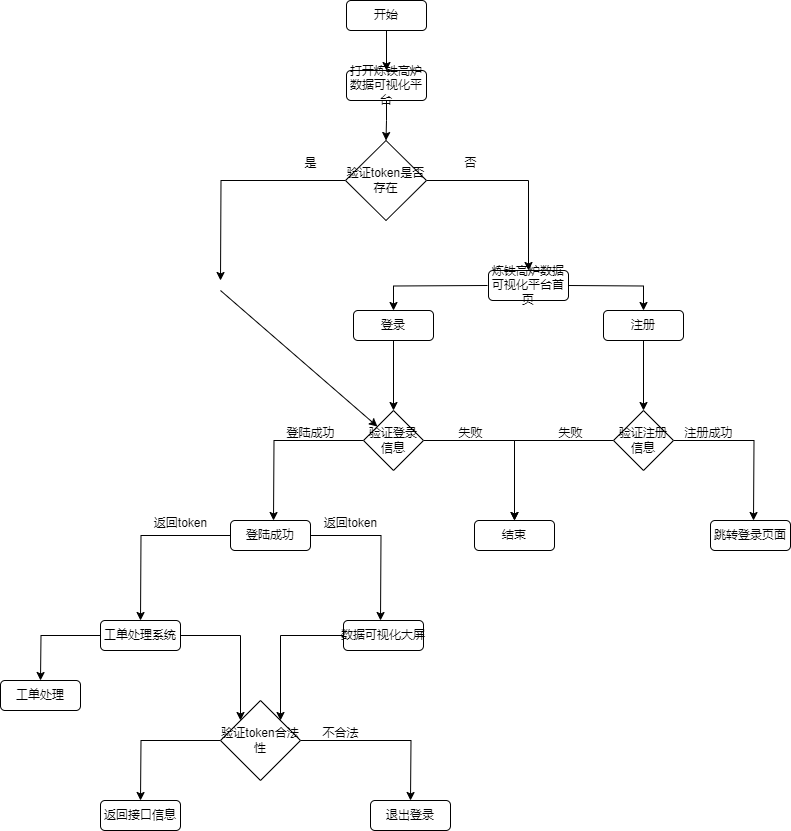 开始
打开炼铁高炉
数据可视化平
台
是
否
验证token是否
存在
炼铁高炉数据
可视化平台首
页
登录
注册
登陆成功
验证登录
信息
失败
失败
验证注册
信息
注册成功
返回token
登陆成功
返回token
结束
跳转登录页面
工单处理系统
数据可视化大屏
工单处理
验证token合法
性
不合法
返回接口信息
退出登录